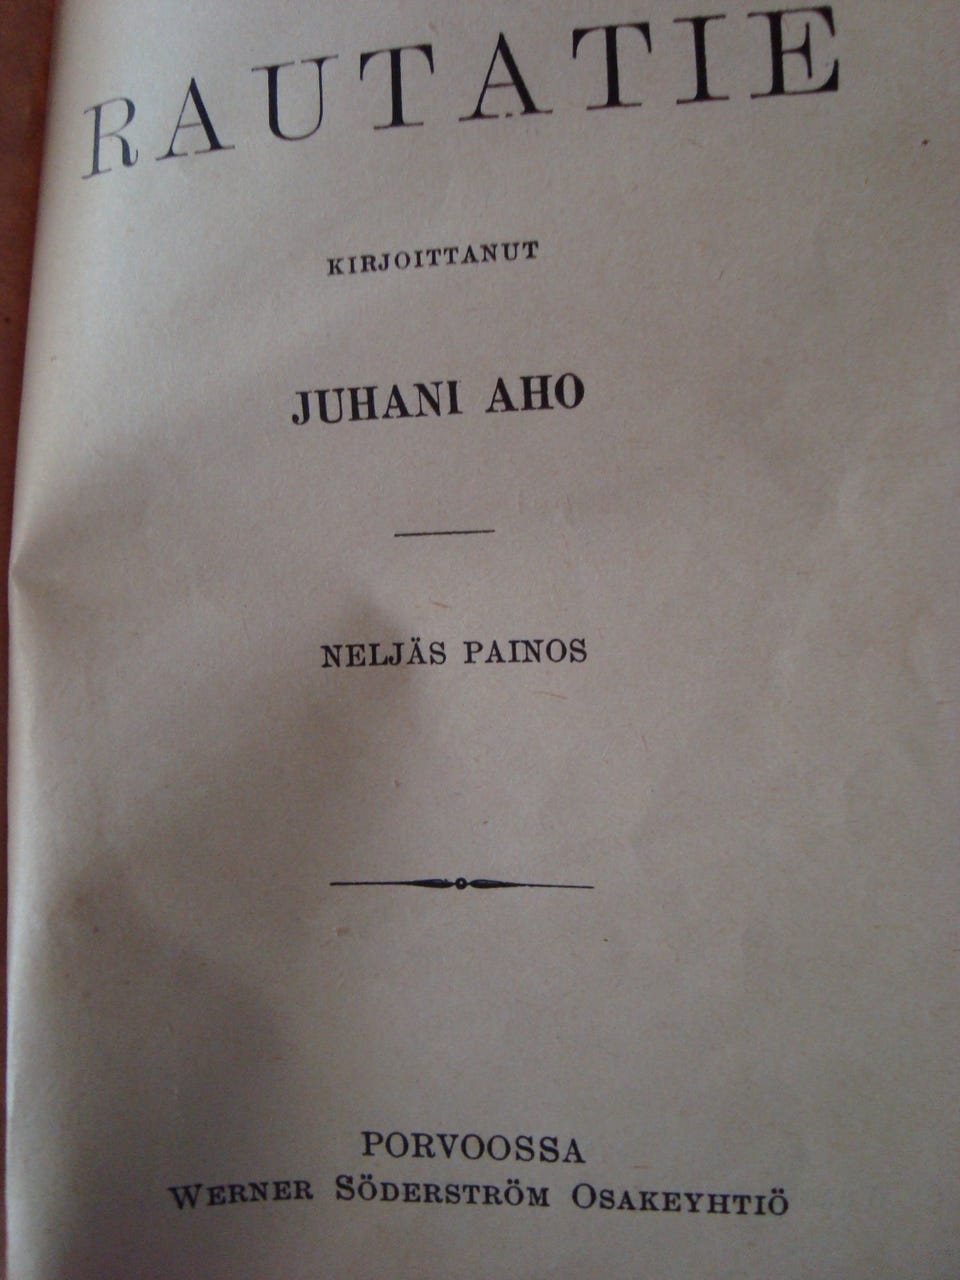 RAUTATIE
KIRJOITTANUT
JUHANI AHO
NELJÄS PAINOS
PORVOOSSA
WERNER SÖDERSTRÖM OSAKEYHTIÖ